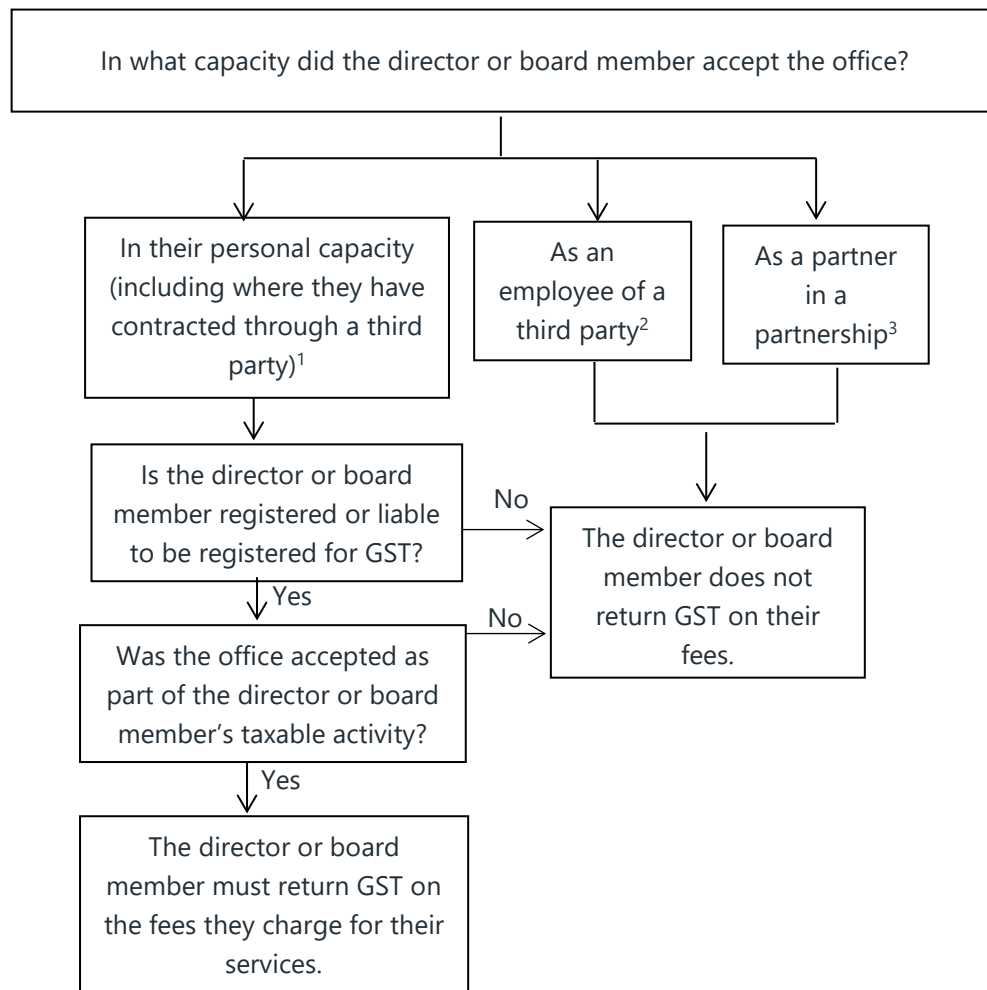 In what capacity did the director or board member accept the office?
In their personal capacity
(including where they have
contracted through a third
party)1
As an
employee of a
third party2
As a partner
in a
partnership3
Is the director or board
member registered or liable
to be registered for GST?
No
The director or board
member does not
return GST on their
fees.
Yes
No
Was the office accepted as
part of the director or board
member’s taxable activity?
Yes
The director or board
member must return GST on
the fees they charge for their
services.